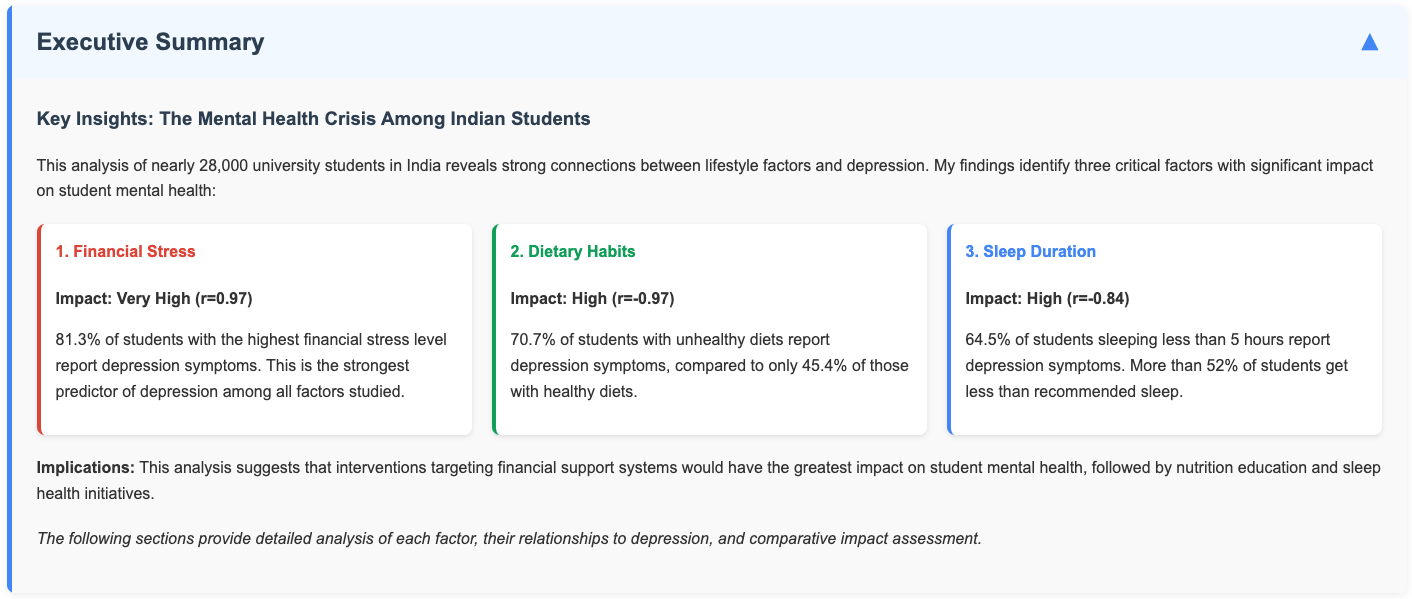 Executive Summary
▲
Key Insights: The Mental Health Crisis Among Indian Students
This analysis of nearly 28,000 university students in India reveals strong connections between lifestyle factors and depression. My findings identify three critical factors with significant impact
on student mental health:
1. Financial Stress
Impact: Very High (r=0.97)
81.3% of students with the highest financial stress level
report depression symptoms. This is the strongest
predictor of depression among all factors studied.
2. Dietary Habits
Impact: High (r=-0.97)
70.7% of students with unhealthy diets report
depression symptoms, compared to only 45.4% of those
with healthy diets.
3. Sleep Duration
Impact: High (r=-0.84)
64.5% of students sleeping less than 5 hours report
depression symptoms. More than 52% of students get
less than recommended sleep.
Implications: This analysis suggests that interventions targeting financial support systems would have the greatest impact on student mental health, followed by nutrition education and sleep
health initiatives.
The following sections provide detailed analysis of each factor, their relationships to depression, and comparative impact assessment.